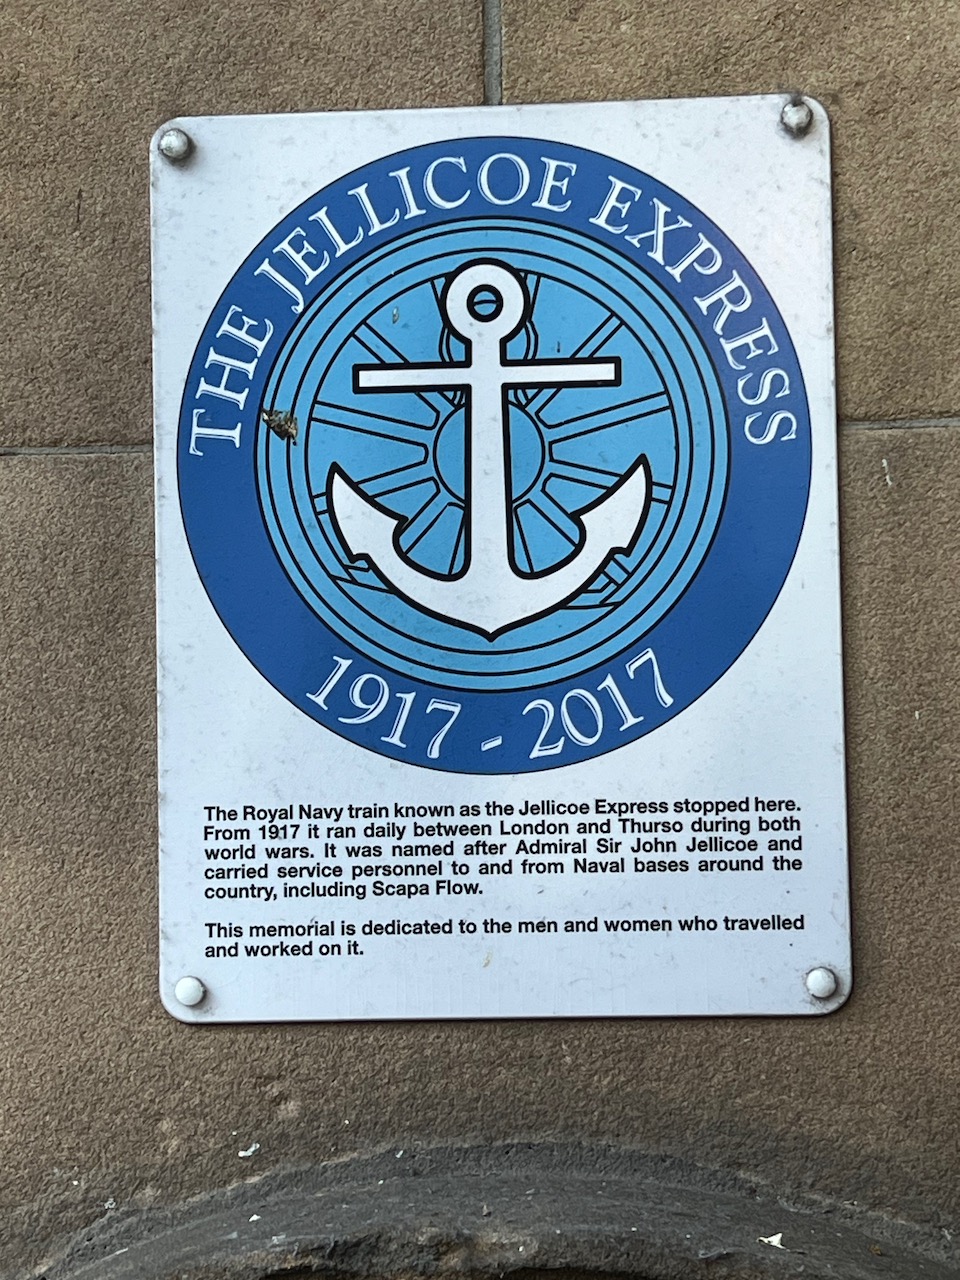 THE JELLICOE EXPRESS
1917 - 2017
The Royal Navy train known as the Jellicoe Express stopped here.
From 1917 it ran daily between London and Thurso during both
world wars. It was named after Admiral Sir John Jellicoe and
carried service personnel to and from Naval bases around the
country, including Scapa Flow.
This memorial is dedicated to the men and women who travelled
and worked on it.